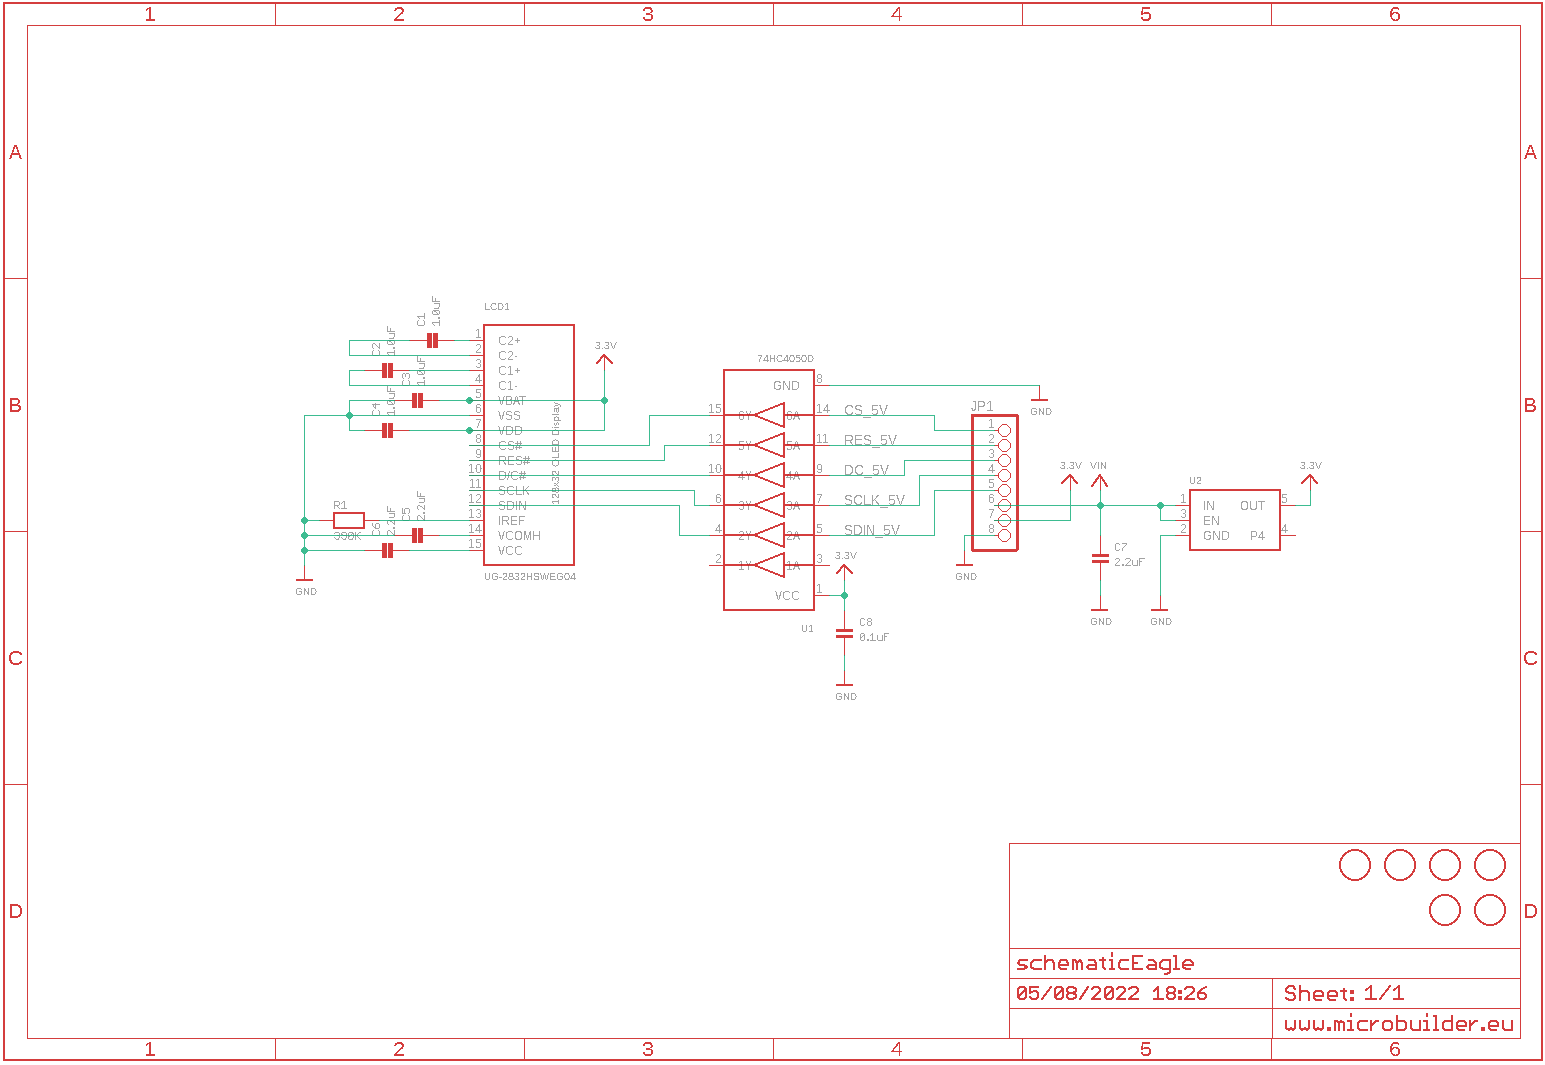 1 2 3 4 5 6
A A
B B
C C
D D
LCD1
C1 1.0uF
C2 1.0uF
C3 1.0uF
C4 1.0uF
1 C2+
2 C2-
3 C1+
4 C1-
5 VBAT
6 VSS
7 VDD
8 CS#
9 RES#
10 D/C#
11 SCLK
12 SDIN
13 IREF
14 VCOMH
15 VCC
128x32 OLED Display
UG-2832HSWEG04
R1
390K
C5 2.2uF
C6 2.2uF
GND
3.3V
74HC4050D
GND 8
15 6Y 6A 14 CS_5V
12 5Y 5A 11 RES_5V
10 4Y 4A 9 DC_5V
6 3Y 3A 7 SCLK_5V
4 2Y 2A 5 SDIN_5V
2 1Y 1A 3
VCC 1
U1
3.3V
C8
0.1uF
GND
GND
JP1
1
2
3
4
5
6
7
8
GND
3.3V VIN
C7
2.2uF
GND
U2
1 IN OUT 5
3 EN
2 GND P4 4
GND
3.3V
schematicEagle
05/08/2022 18:26 Sheet: 1/1
www.microbuilder.eu
1 2 3 4 5 6